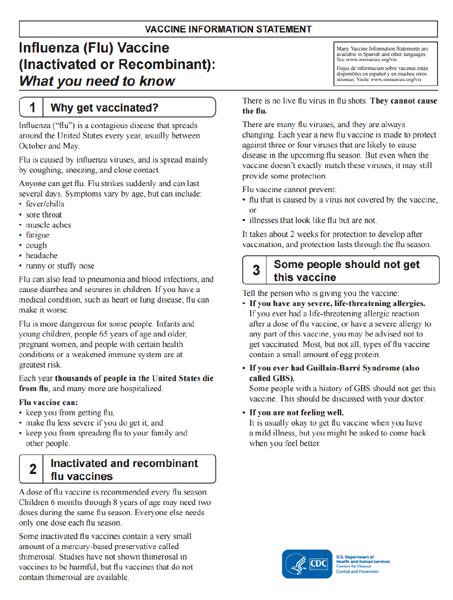 VACCINE INFORMATION STATEMENT
Influenza (Flu) Vaccine
(Inactivated or Recombinant):
What you need to know
Many Vaccine Information Statements are
available in Spanish and other languages.
See www.immunize.org/vis
Hojas de información sobre vacunas están
disponibles en español y en muchos otros
idiomas. Visite www.immunize.org/vis
1 Why get vaccinated?
Influenza (“flu”) is a contagious disease that spreads
around the United States every year, usually between
October and May.
Flu is caused by influenza viruses, and is spread mainly
by coughing, sneezing, and close contact.
Anyone can get flu. Flu strikes suddenly and can last
several days. Symptoms vary by age, but can include:
• fever/chills
• sore throat
• muscle aches
• fatigue
• cough
• headache
• runny or stuffy nose
Flu can also lead to pneumonia and blood infections, and
cause diarrhea and seizures in children. If you have a
medical condition, such as heart or lung disease, flu can
make it worse.
Flu is more dangerous for some people. Infants and
young children, people 65 years of age and older,
pregnant women, and people with certain health
conditions or a weakened immune system are at
greatest risk.
Each year thousands of people in the United States die
from flu, and many more are hospitalized.
Flu vaccine can:
• keep you from getting flu,
• make flu less severe if you do get it, and
• keep you from spreading flu to your family and
other people.
2 Inactivated and recombinant
flu vaccines
A dose of flu vaccine is recommended every flu season.
Children 6 months through 8 years of age may need two
doses during the same flu season. Everyone else needs
only one dose each flu season.
Some inactivated flu vaccines contain a very small
amount of a mercury-based preservative called
thimerosal. Studies have not shown thimerosal in
vaccines to be harmful, but flu vaccines that do not
contain thimerosal are available.
There is no live flu virus in flu shots. They cannot cause
the flu.
There are many flu viruses, and they are always
changing. Each year a new flu vaccine is made to protect
against three or four viruses that are likely to cause
disease in the upcoming flu season. But even when the
vaccine doesn’t exactly match these viruses, it may still
provide some protection
Flu vaccine cannot prevent:
• flu that is caused by a virus not covered by the vaccine,
or
• illnesses that look like flu but are not.
It takes about 2 weeks for protection to develop after
vaccination, and protection lasts through the flu season.
3 Some people should not get
this vaccine
Tell the person who is giving you the vaccine:
• If you have any severe, life-threatening allergies.
If you ever had a life-threatening allergic reaction
after a dose of flu vaccine, or have a severe allergy to
any part of this vaccine, you may be advised not to
get vaccinated. Most, but not all, types of flu vaccine
contain a small amount of egg protein.
• If you ever had Guillain-Barré Syndrome (also
called GBS).
Some people with a history of GBS should not get this
vaccine. This should be discussed with your doctor.
• If you are not feeling well.
It is usually okay to get flu vaccine when you have
a mild illness, but you might be asked to come back
when you feel better
CDC
U.S. Department of
Health and Human Services
Centers for Disease
Control and Prevention